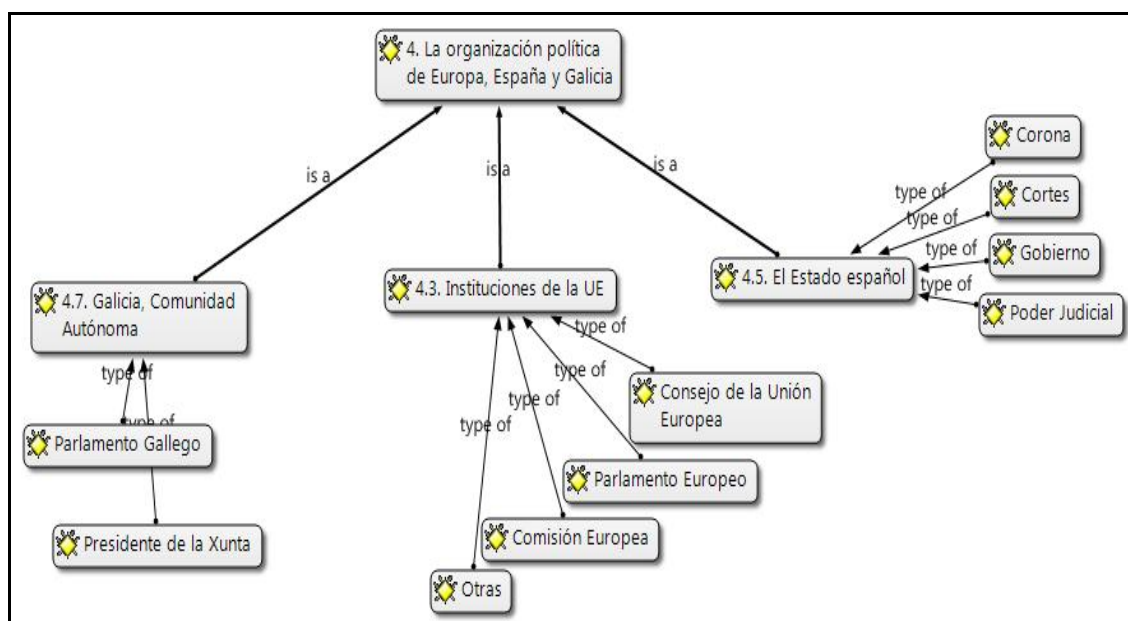 4. La organización política
de Europa, España y Galicia
is a
is a
is a
Corona
type of
Cortes
type of
Gobierno
type of
4.5. El Estado español
type of
Poder Judicial
4.3. Instituciones de la UE
4.7. Galicia, Comunidad
Autónoma
type of
type of
Parlamento Gallego
Presidente de la Xunta
type of
type of
type of
type of
Consejo de la Unión
Europea
Parlamento Europeo
Comisión Europea
Otras